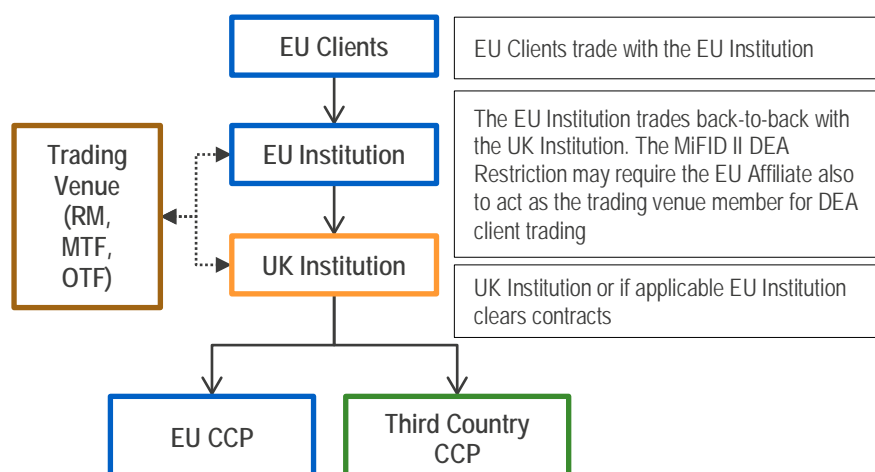 EU Clients
EU Clients trade with the EU Institution
Trading
Venue
(RM,
MTF,
OTF)
EU Institution
The EU Institution trades back-to-back with
the UK Institution. The MiFID II DEA
Restriction may require the EU Affiliate also
to act as the trading venue member for DEA
client trading
UK Institution
UK Institution or if applicable EU Institution
clears contracts
EU CCP
Third Country
CCP